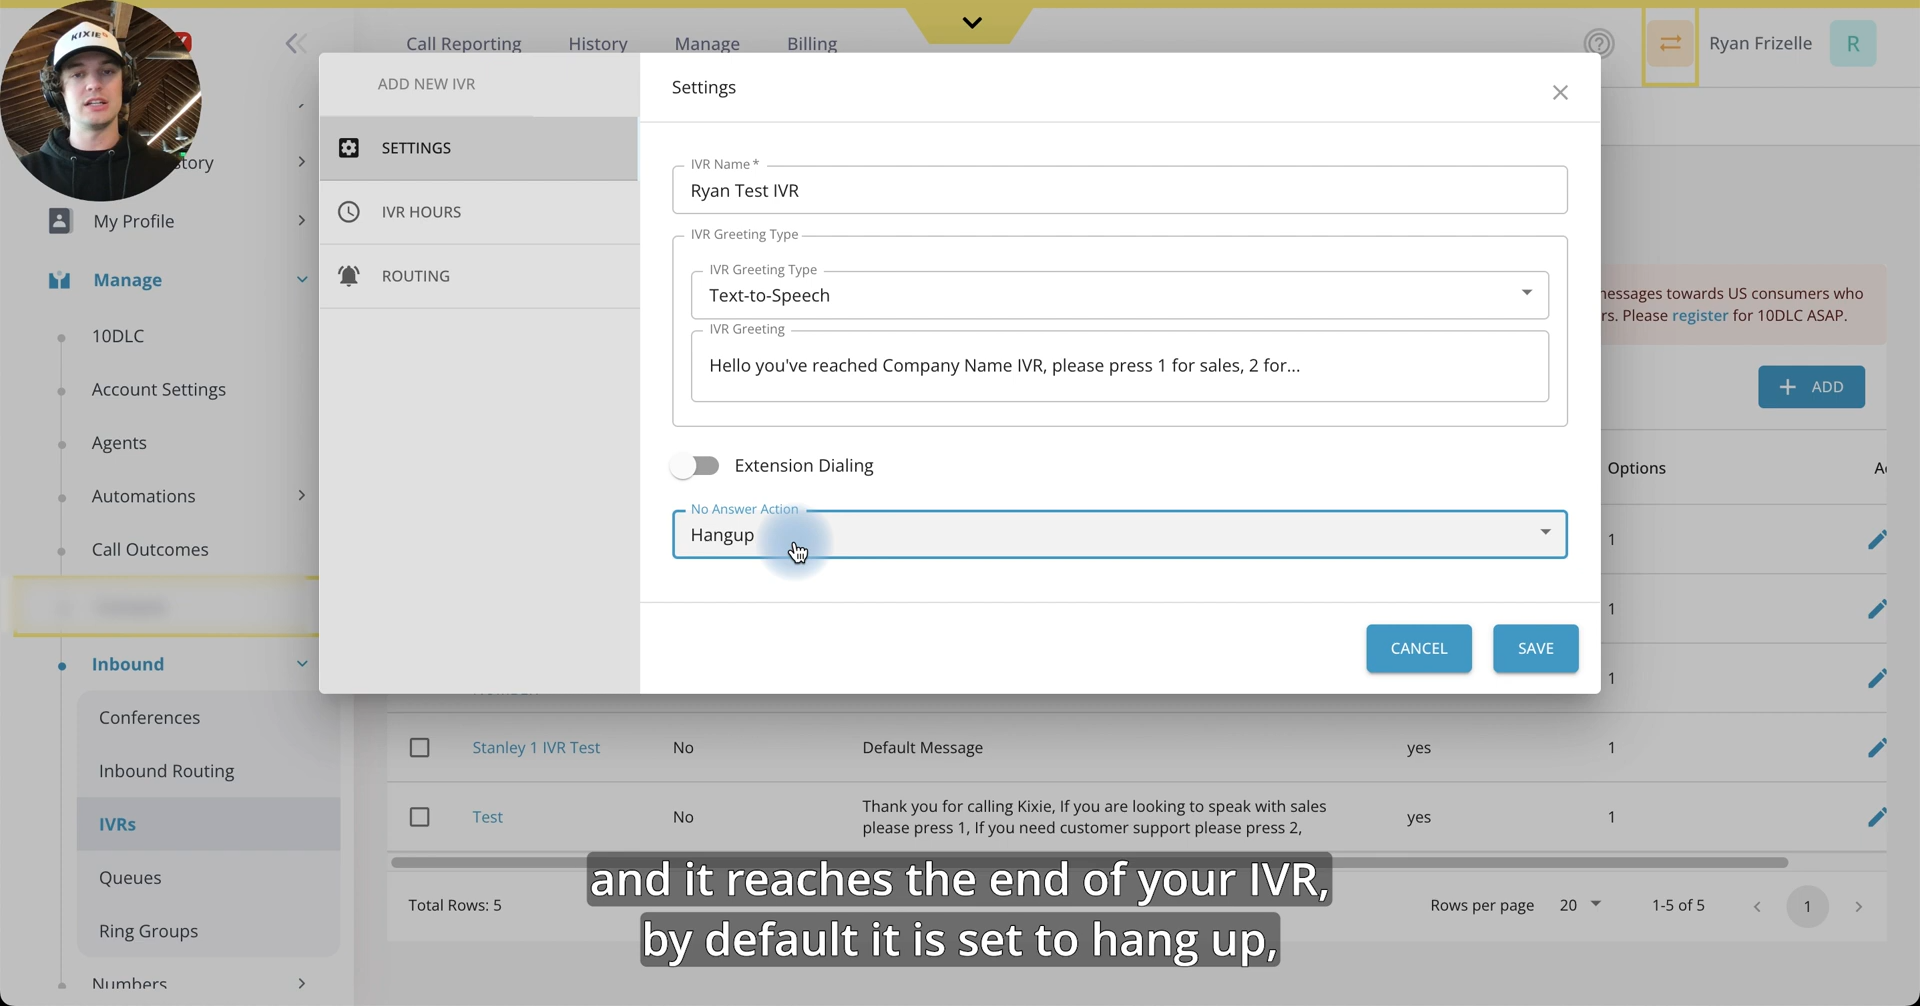 KIXIE
Call Reporting
History
Manage
Billing
Ryan Frizelle
R
ADD NEW IVR
SETTINGS
IVR HOURS
ROUTING
Settings
IVR Name *
Ryan Test IVR
IVR Greeting Type
IVR Greeting Type
Text-to-Speech
IVR Greeting
Hello you've reached Company Name IVR, please press 1 for sales, 2 for...
Extension Dialing
No Answer Action
Hangup
CANCEL
SAVE
My Profile
Manage
10DLC
Account Settings
Agents
Automations
Call Outcomes
Inbound
Conferences
Inbound Routing
IVRs
Queues
Ring Groups
Numbers
messages towards US consumers who
rs. Please register for 10DLC ASAP.
+ ADD
Options
1
1
1
Stanley 1 IVR Test
No
Default Message
yes
1
Test
No
Thank you for calling Kixie, If you are looking to speak with sales
please press 1, If you need customer support please press 2,
yes
1
Total Rows: 5
Rows per page
20
1-5 of 5
1
and it reaches the end of your IVR,
by default it is set to hang up,